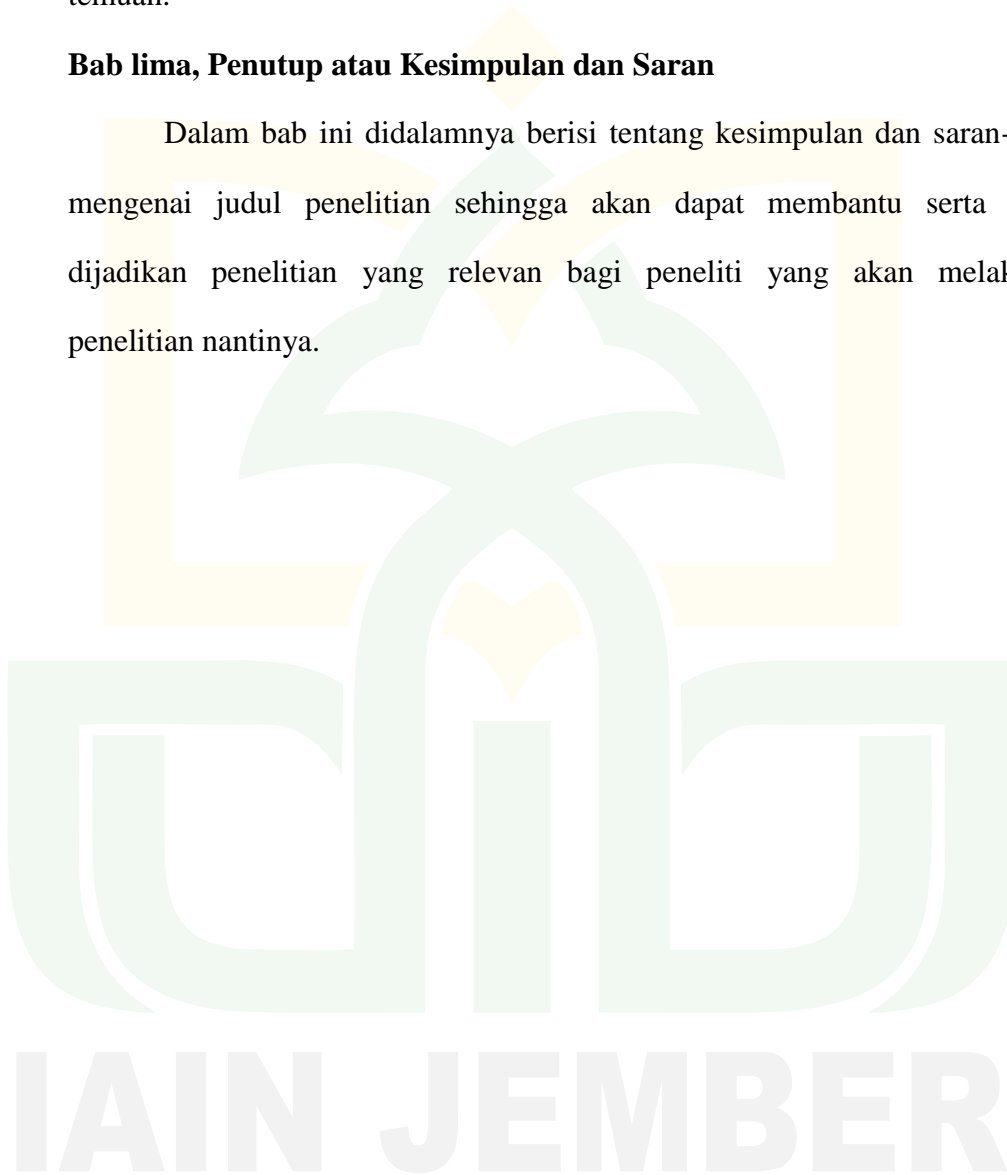 temuan.
Bab lima, Penutup atau Kesimpulan dan Saran
Dalam bab ini didalamnya berisi tentang kesimpulan dan saran-
mengenai judul penelitian sehingga akan dapat membantu serta
dijadikan penelitian yang relevan bagi peneliti yang akan
penelitian nantinya.
IAIN JEMBER